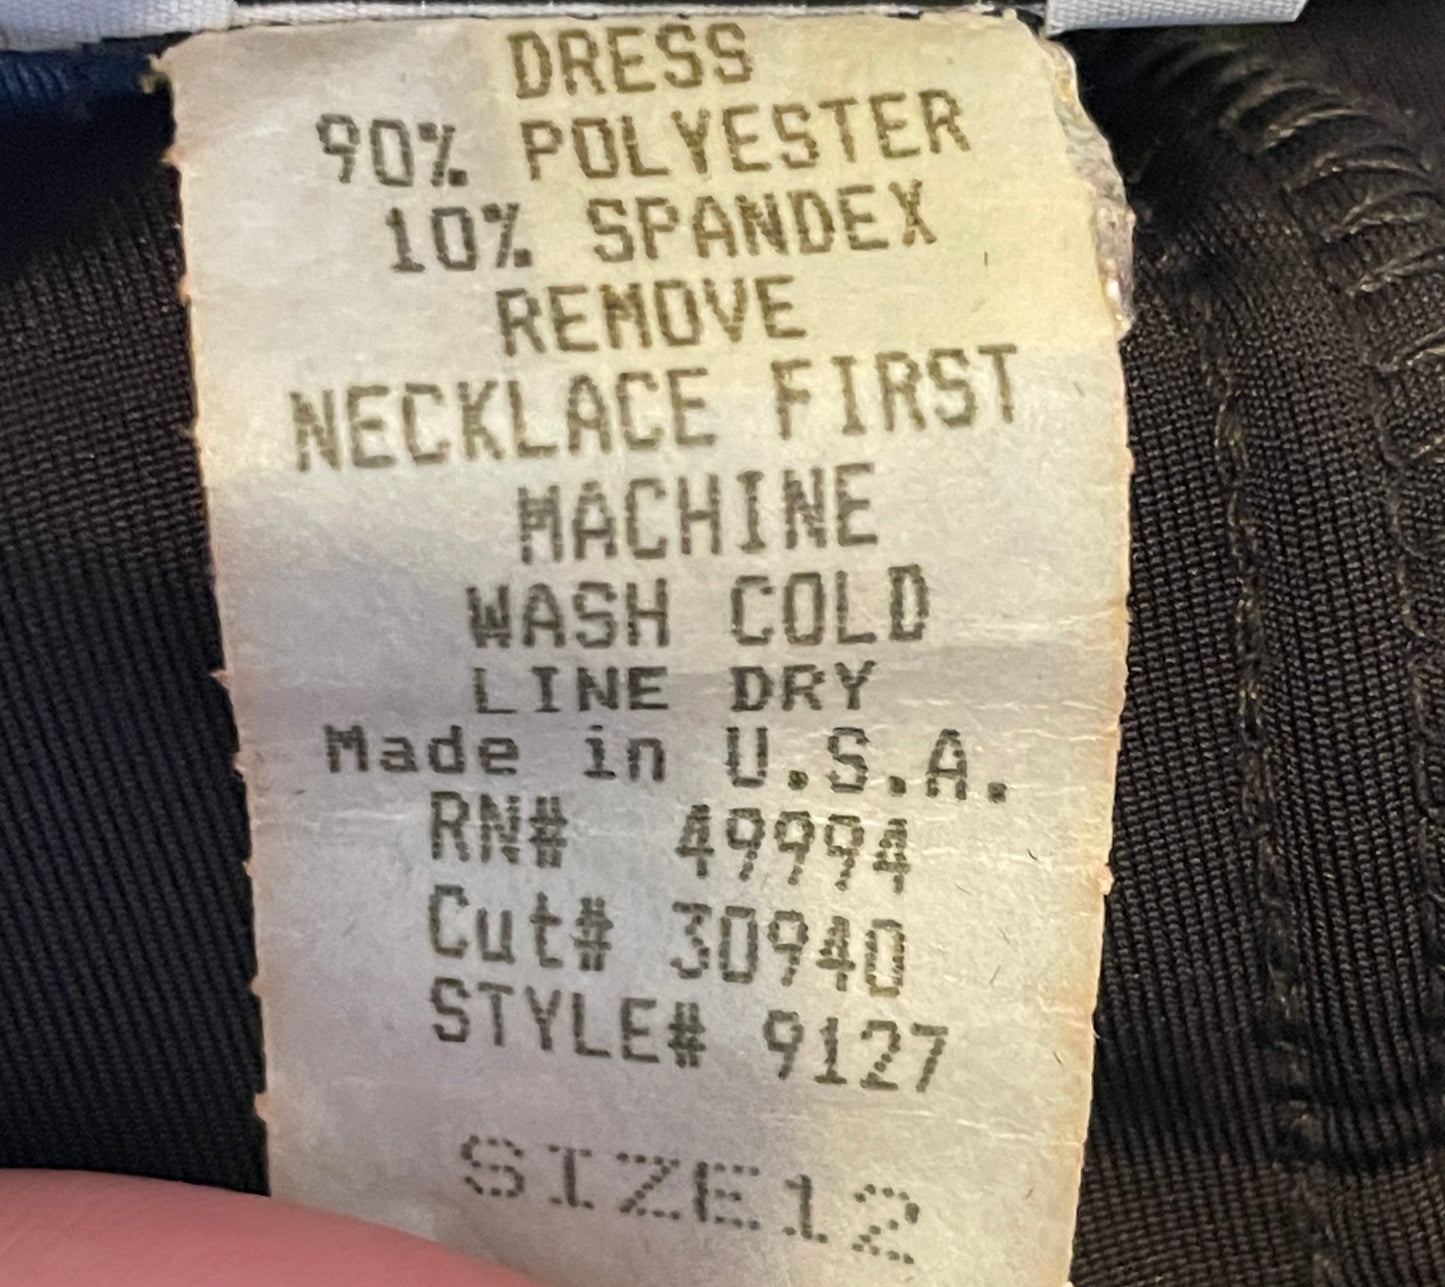 DRESS
90% POLYESTER
10% SPANDEX
REMOVE
NECKLACE FIRST
MACHINE
WASH COLD
LINE DRY
Made in U.S.A.
RN# 49994
Cut# 30940
STYLE# 9127
SIZE12